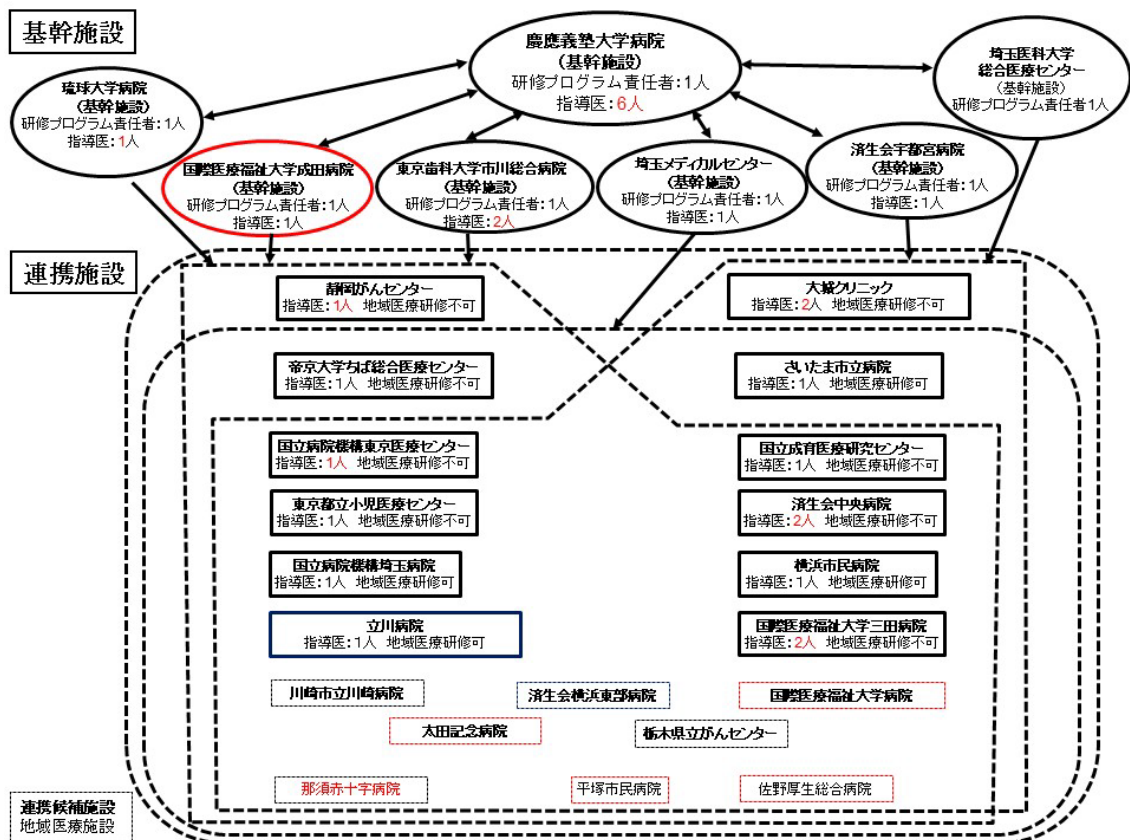 基幹施設
慶應義塾大学病院
(基幹施設)
研修プログラム責任者：1人
指導医：6人
埼玉医科大学
総合医療センター
(基幹施設)
研修プログラム責任者1人
琉球大学病院
(基幹施設)
研修プログラム責任者：1人
指導医：1人
国際医療福祉大学成田病院
(基幹施設)
研修プログラム責任者：1人
指導医：1人
東京歯科大学市川総合病院
(基幹施設)
研修プログラム責任者：1人
指導医：2人
埼玉メディカルセンター
(基幹施設)
研修プログラム責任者：1人
指導医：1人
済生会宇都宮病院
(基幹施設)
研修プログラム責任者：1人
指導医：1人
連携施設
静岡がんセンター
指導医：1人 地域医療研修不可
大城クリニック
指導医：2人 地域医療研修不可
帝京大学ちば総合医療センター
指導医：1人 地域医療研修不可
さいたま市立病院
指導医：1人 地域医療研修可
国立病院機構東京医療センター
指導医：1人 地域医療研修不可
国立成育医療研究センター
指導医：1人 地域医療研修不可
東京都立小児医療センター
指導医：1人 地域医療研修不可
済生会中央病院
指導医：2人 地域医療研修不可
国立病院機構埼玉病院
指導医：1人 地域医療研修可
横浜市民病院
指導医：1人 地域医療研修可
立川病院
指導医：1人 地域医療研修可
国際医療福祉大学三田病院
指導医：2人 地域医療研修不可
川崎市立川崎病院
済生会横浜東部病院
国際医療福祉大学病院
太田記念病院
栃木県立がんセンター
那須赤十字病院
平塚市民病院
佐野厚生総合病院
連携候補施設
地域医療施設